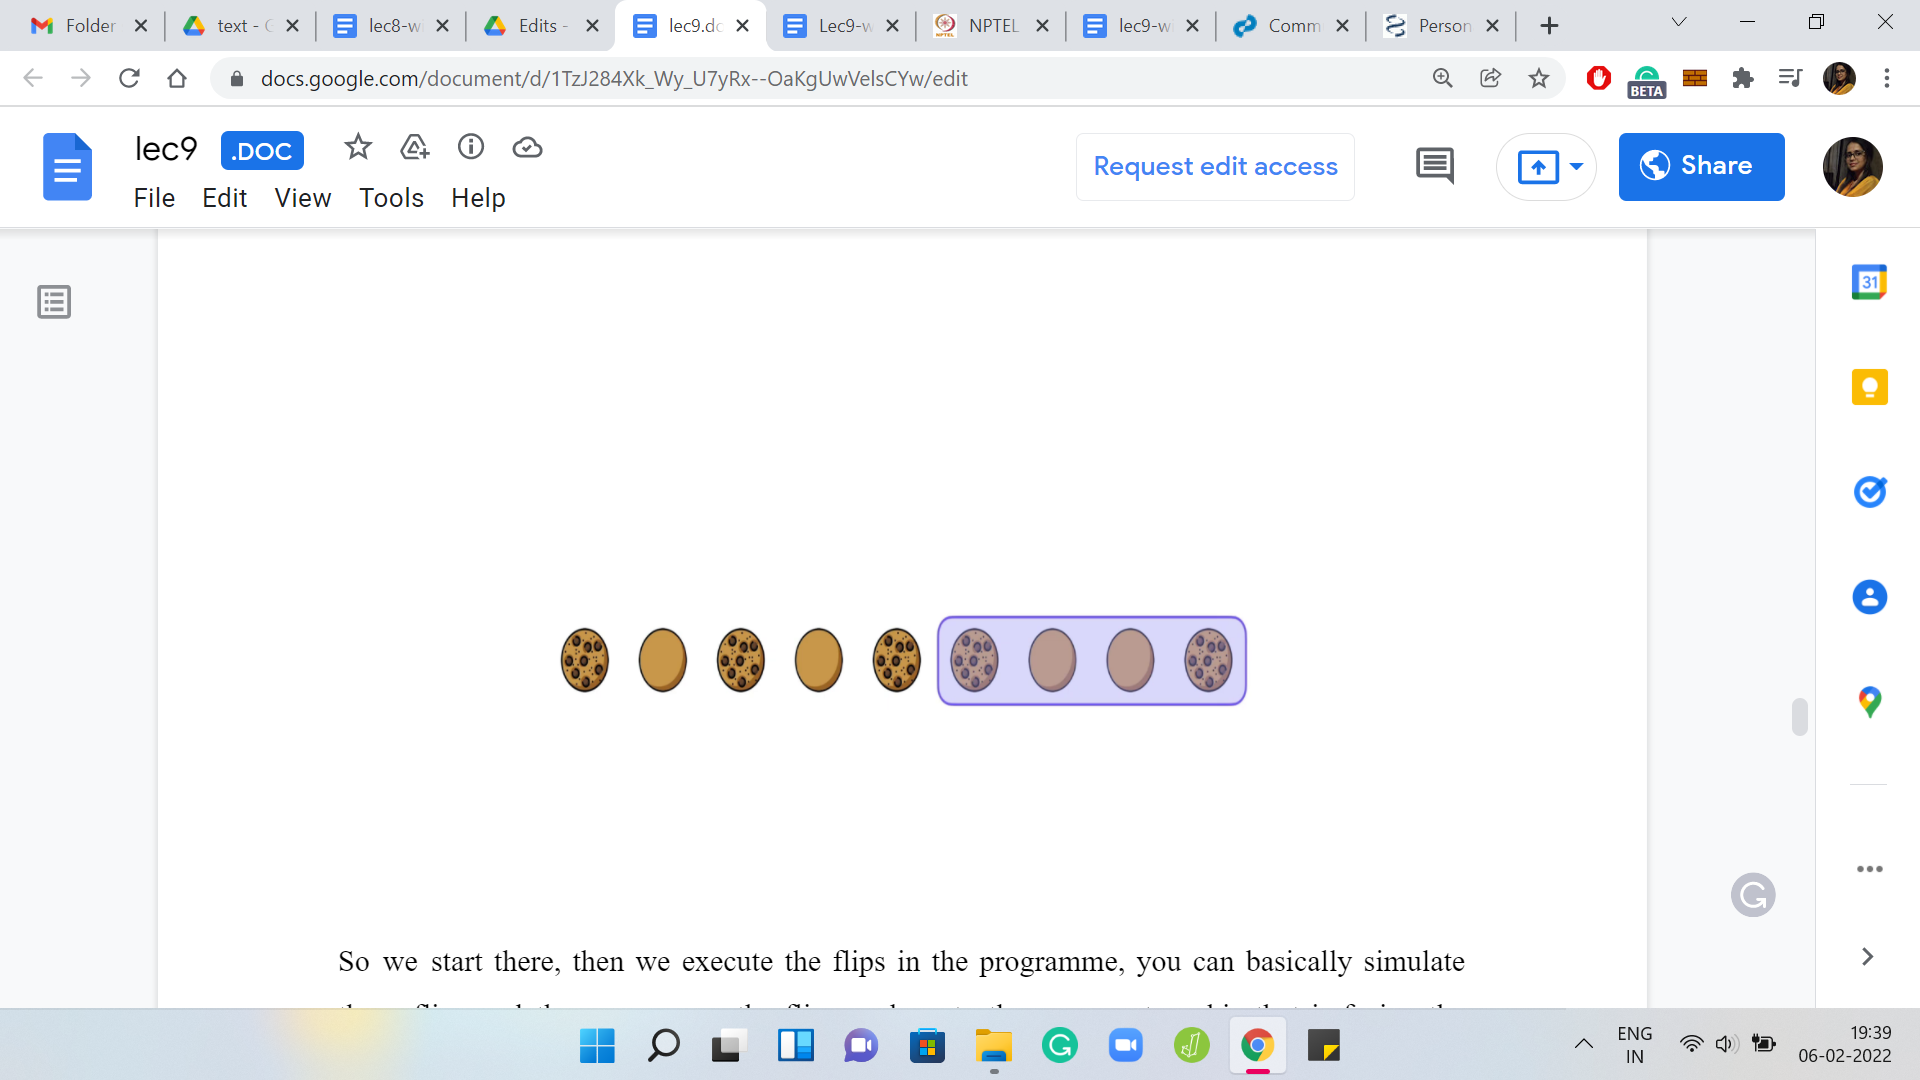 Folder
text - G
lec8-w
Edits -
lec9.dc
Lec9-w
NPTEL
lec9-w
Comm
Person
docs.google.com/document/d/1TzJ284Xk_Wy_U7yRx--OaKgUwVelsCYw/edit
BETA
lec9 .DOC
Request edit access
Share
File Edit View Tools Help
31
So we start there, then we execute the flips in the programme, you can basically simulate
ENG
IN
19:39
06-02-2022